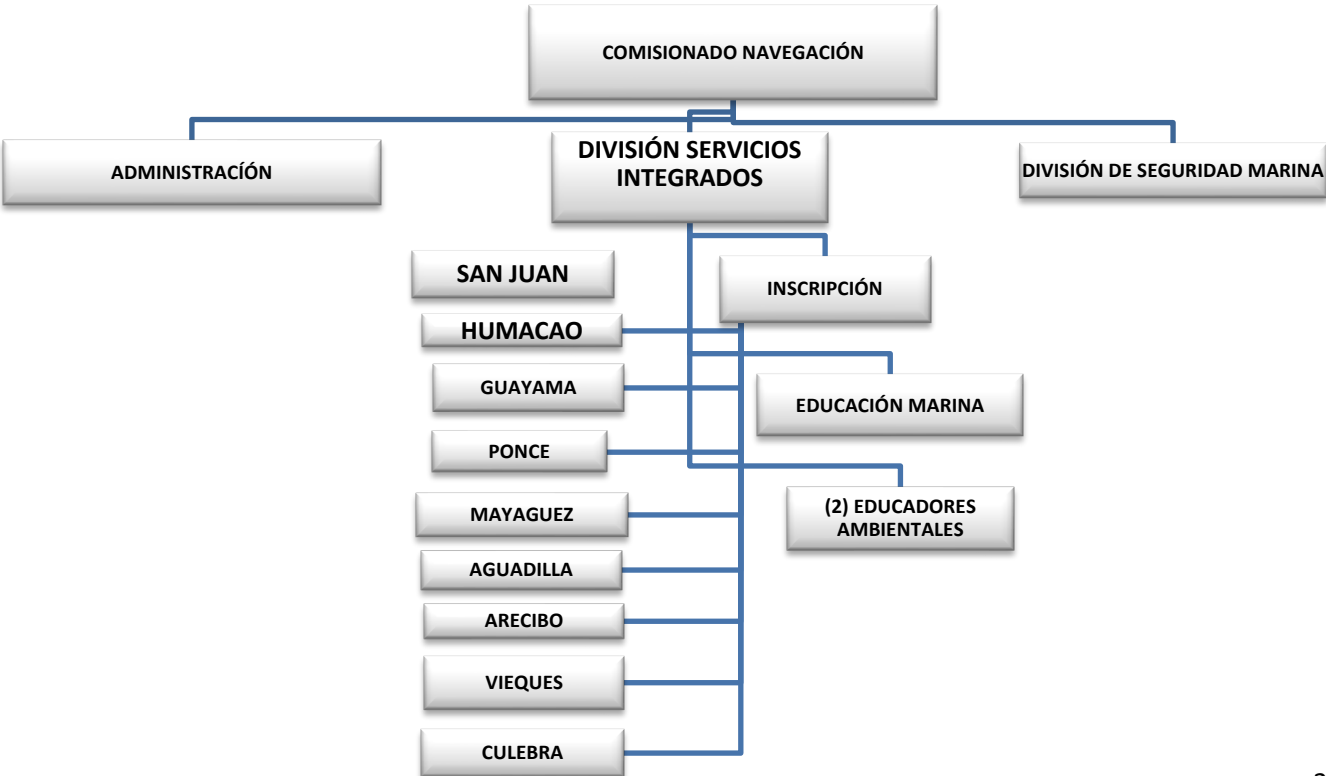 COMISIONADO NAVEGACIÓN
ADMINISTRACÍÓN
DIVISIÓN SERVICIOS
INTEGRADOS
DIVISIÓN DE SEGURIDAD MARINA
SAN JUAN
INSCRIPCIÓN
HUMACAO
GUAYAMA
EDUCACIÓN MARINA
PONCE
MAYAGUEZ
(2) EDUCADORES
AMBIENTALES
AGUADILLA
ARECIBO
VIEQUES
CULEBRA